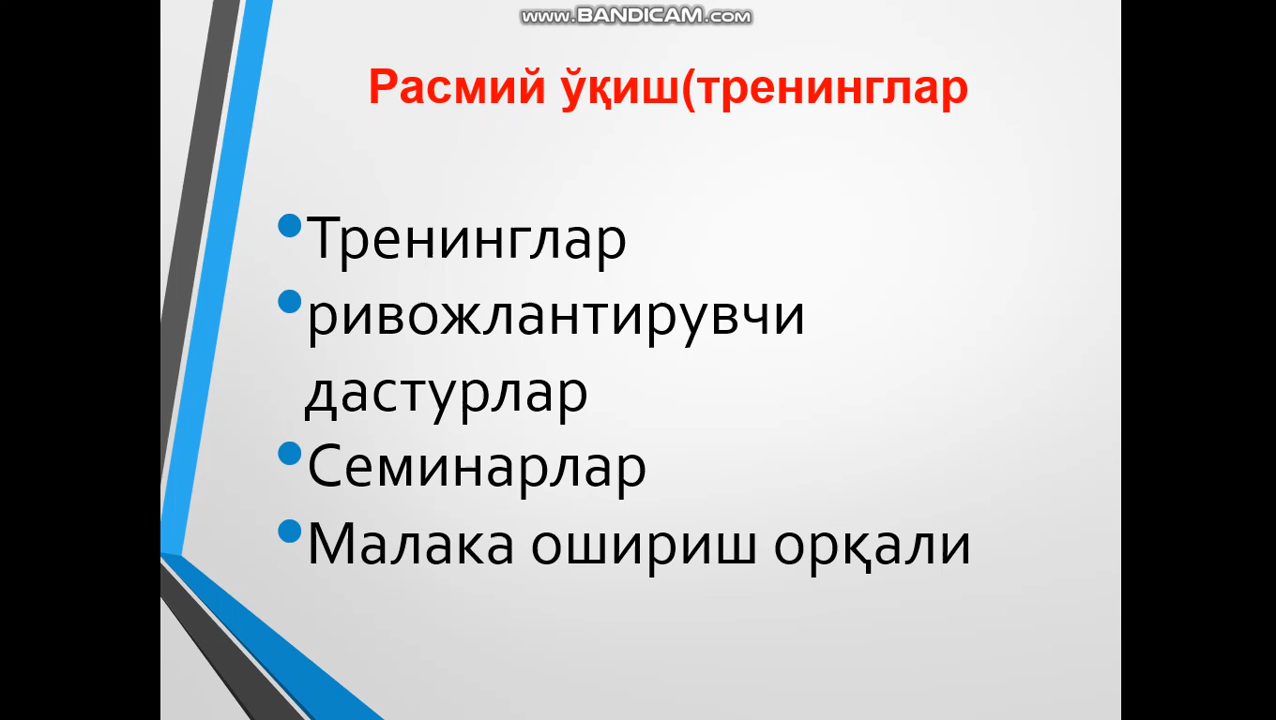 www.BANDICAM.com
Расмий ўқиш(тренинглар
Тренинглар
ривожлантирувчи
дастурлар
Семинарлар
Малака ошириш орқали